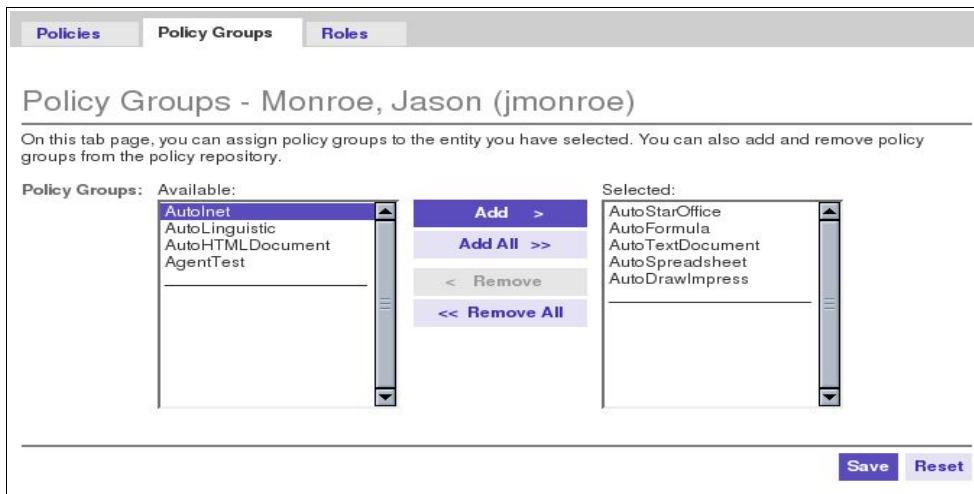 Policies Policy Groups Roles
Policy Groups - Monroe, Jason (jmonroe)
On this tab page, you can assign policy groups to the entity you have selected. You can also add and remove policy
groups from the policy repository.
Policy Groups: Available: Selected:
AutoInet Add > AutoStarOffice
AutoLinguistic AutoFormula
AutoHTMLDocument Add All >> AutoTextDocument
AgentTest AutoSpreadsheet
< Remove AutoDrawImpress
<< Remove All
Save Reset